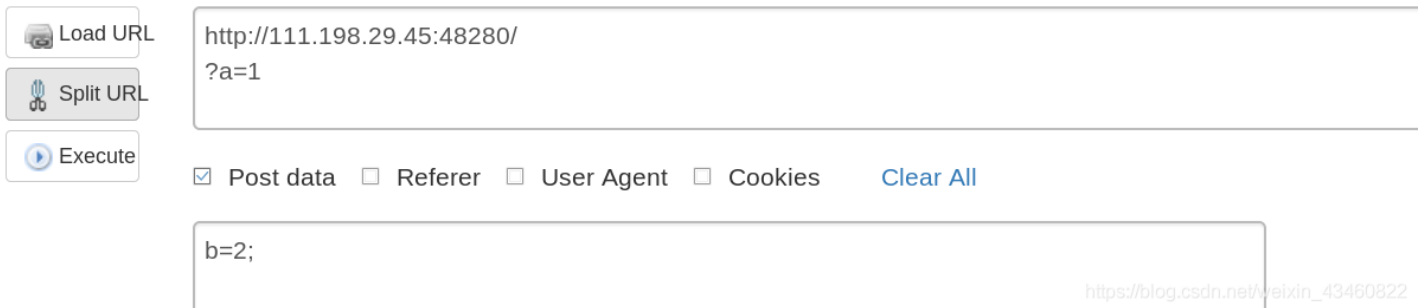 Load URL
http://111.198.29.45:48280/
?a=1
Split URL
Execute
Post data Referer User Agent Cookies Clear All
b=2;
https://blog.csdn.net/weixin_43460822